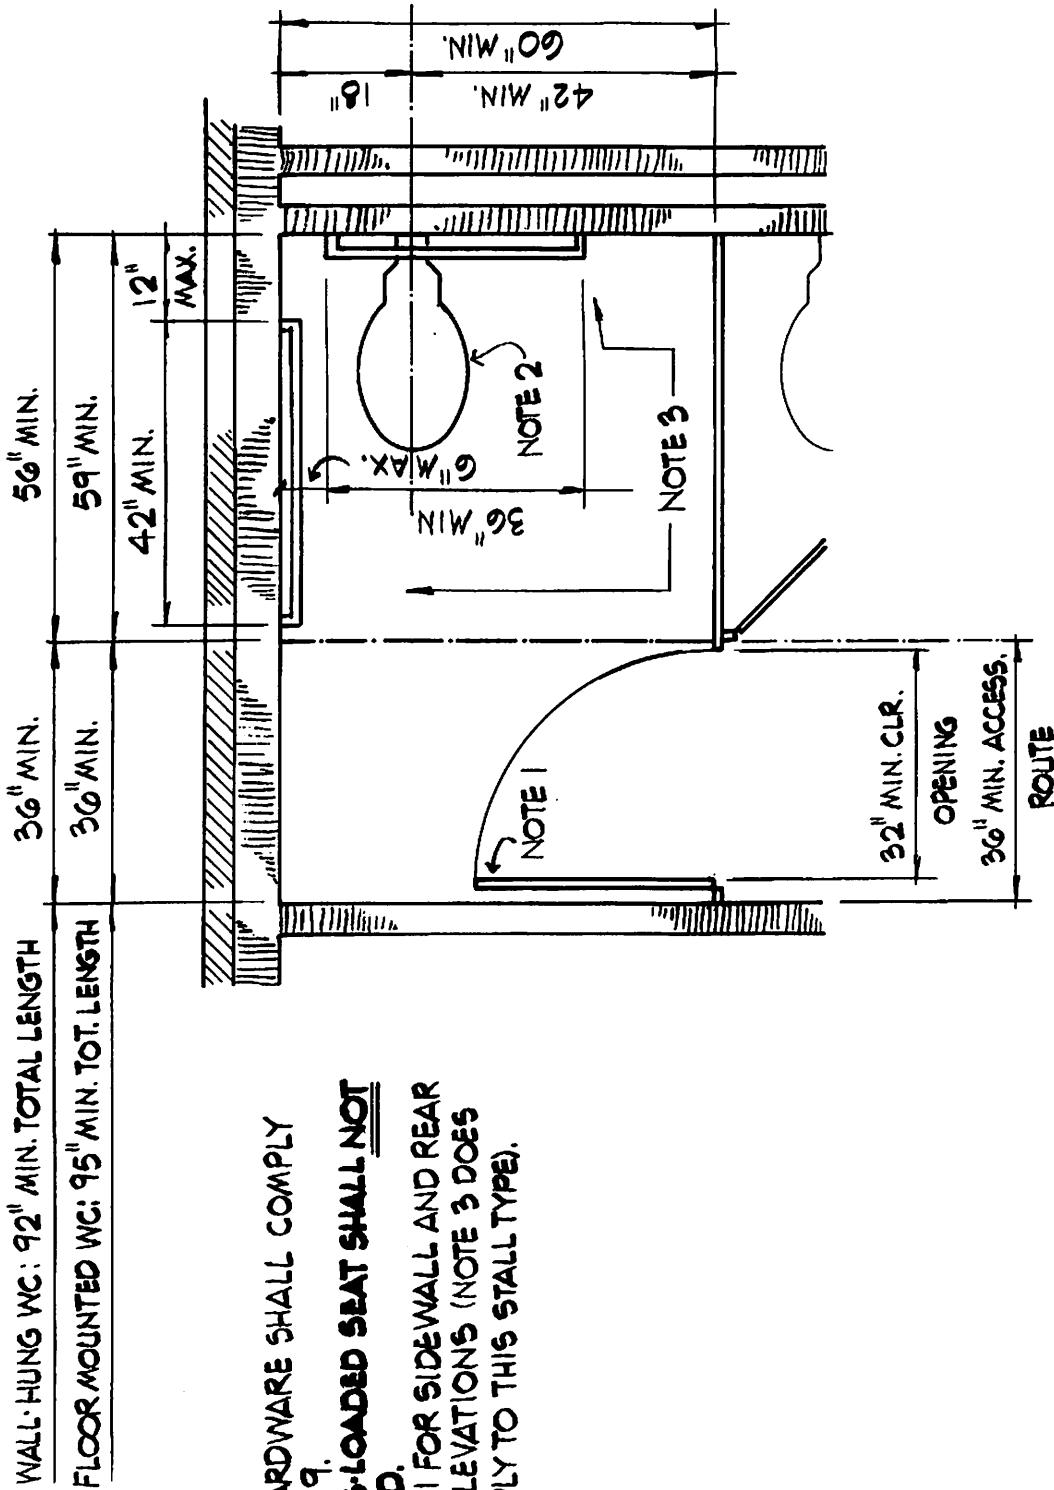 WALL-HUNG WC: 92" MIN. TOTAL LENGTH
36" MIN.
56" MIN.
FLOOR MOUNTED WC: 95" MIN. TOT. LENGTH
36" MIN.
59" MIN.
42" MIN.
12"
MAX.
18"
42" MIN.
60" MIN.
6" MAX.
36" MIN
NOTE 2
NOTE 3
NOTE 1
32" MIN. CLR.
OPENING
36" MIN. ACCESS.
ROUTE
SHALL COMPLY
9.
LOADED SEAT SHALL NOT
FOR SIDEWALL AND REAR
(NOTE 3 DOES
TO THIS STALL TYPE).